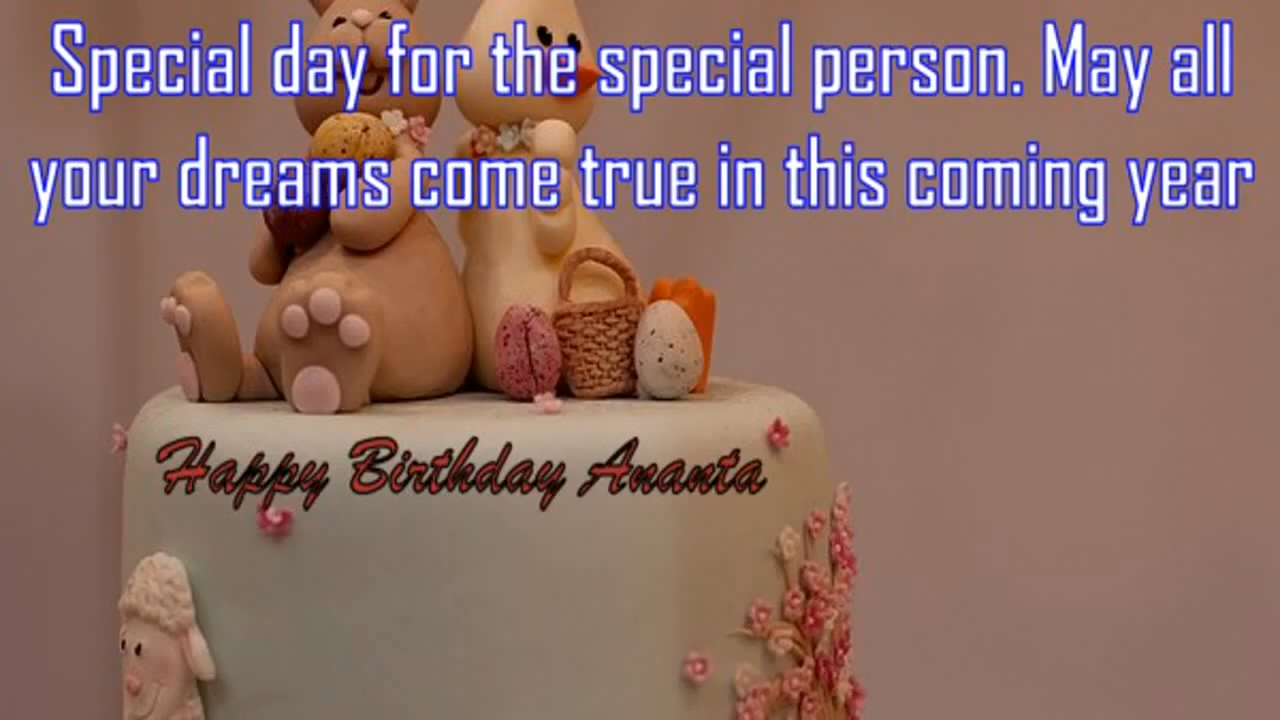 Special day for the special person. May all
your dreams come true in this coming year
Happy Birthday Ananta